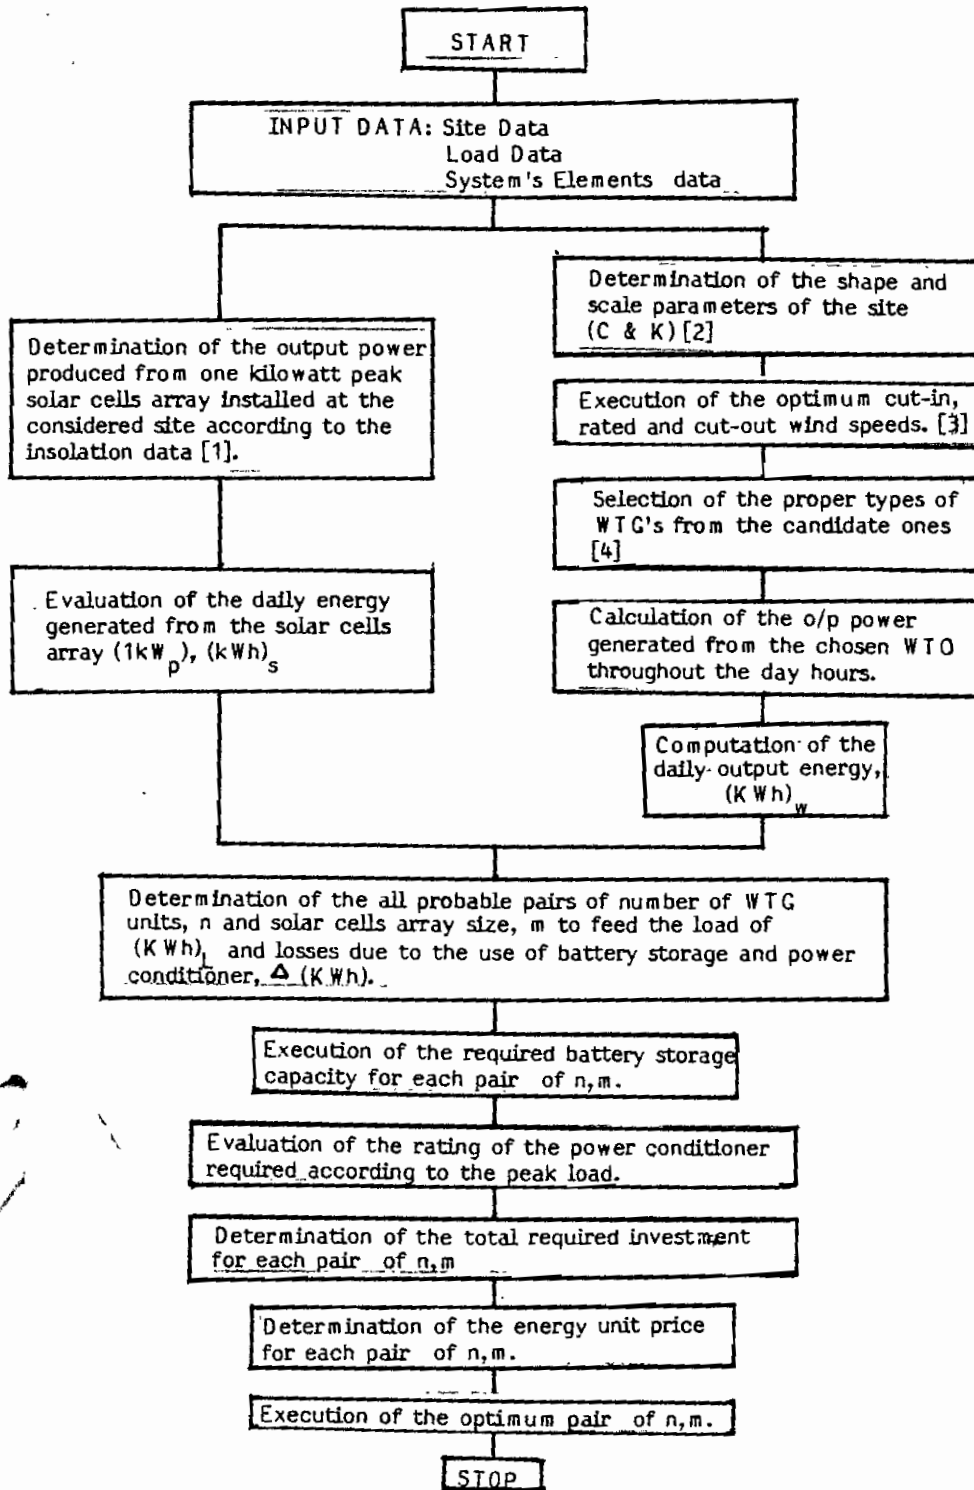 START
INPUT DATA: Site Data
Load Data
System's Elements data
Determination of the output power
produced from one kilowatt peak
solar cells array installed at the
considered site according to the
insolation data [1].
Evaluation of the daily energy
generated from the solar cells
array (1kW_p), (kWh)_s
Determination of the shape and
scale parameters of the site
(C & K) [2]
Execution of the optimum cut-in,
rated and cut-out wind speeds. [3]
Selection of the proper types of
WTG's from the candidate ones
[4]
Calculation of the o/p power
generated from the chosen WTO
throughout the day hours.
Computation of the
daily output energy,
(KWh)_w
Determination of the all probable pairs of number of WTG
units, n and solar cells array size, m to feed the load of
(KWh)_L and losses due to the use of battery storage and power
conditioner, Δ (KWh).
Execution of the required battery storage
capacity for each pair of n,m.
Evaluation of the rating of the power conditioner
required according to the peak load.
Determination of the total required investment
for each pair of n,m
Determination of the energy unit price
for each pair of n,m.
Execution of the optimum pair of n,m.
STOP